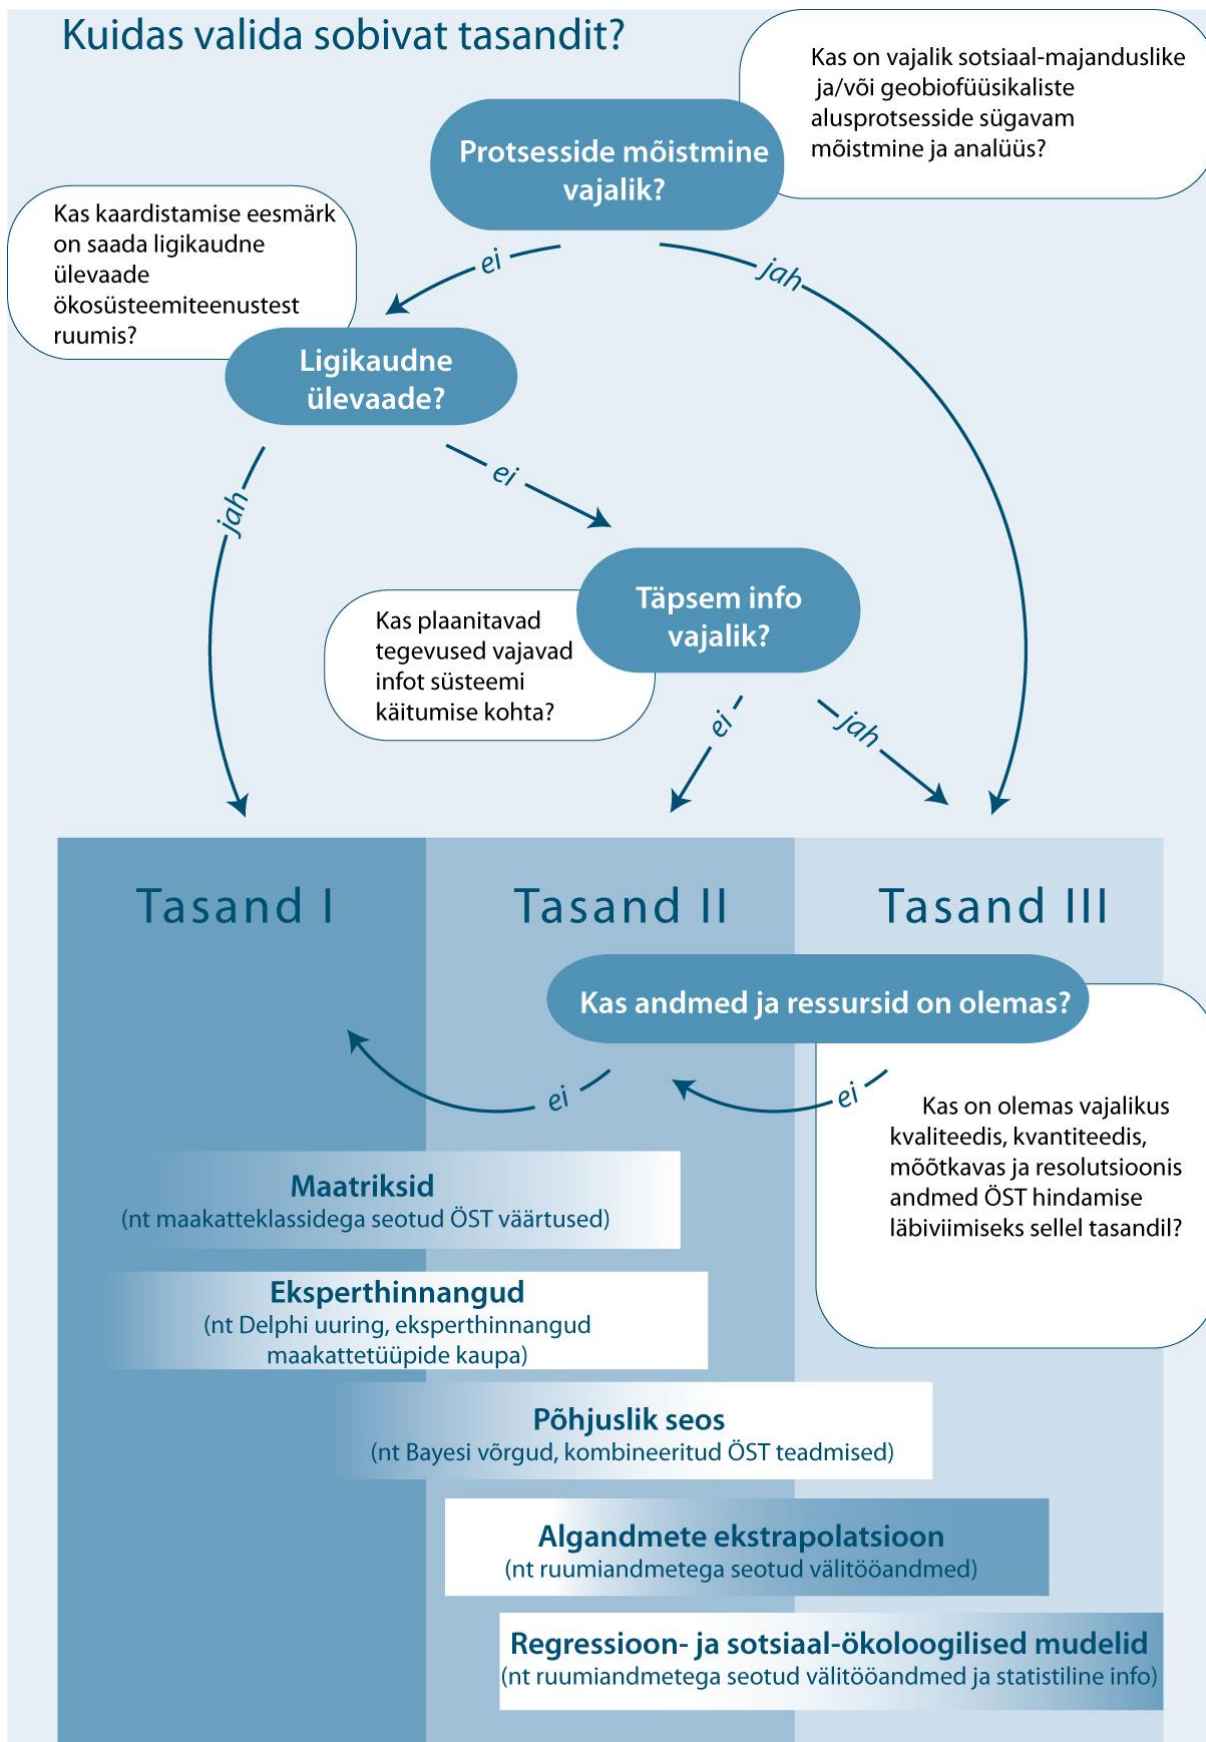 Kuidas valida sobivat tasandit?
Kas on vajalik sotsiaal-majanduslike
ja/või geobiofüüsikaliste
alusprotsesside sügavam
mõistmine ja analüüs?
Protsesside mõistmine
vajalik?
Kas kaardistamise eesmärk
on saada ligikaudne
ülevaade
ökosüsteemiteenustest
ruumis?
ei
jah
Ligikaudne
ülevaade?
jah
ei
Täpsem info
vajalik?
Kas plaanitavad
tegevused vajavad
infot süsteemi
käitumise kohta?
ei
jah
Tasand I
Tasand II
Tasand III
Kas andmed ja ressursid on olemas?
ei
ei
Kas on olemas vajalikus
kvaliteedis, kvantiteedis,
mõõtkavas ja resolutsioonis
andmed ÖST hindamise
läbiviimiseks sellel tasandil?
Maatriksid
(nt maakatteklassidega seotud ÖST väärtused)
Eksperthinnangud
(nt Delphi uuring, eksperthinnangud
maakattetüüpide kaupa)
Põhjuslik seos
(nt Bayesi võrgud, kombineeritud ÖST teadmised)
Algandmete ekstrapolatsioon
(nt ruumiandmetega seotud välitööandmed)
Regressioon- ja sotsiaal-ökoloogilised mudelid
(nt ruumiandmetega seotud välitööandmed ja statistiline info)